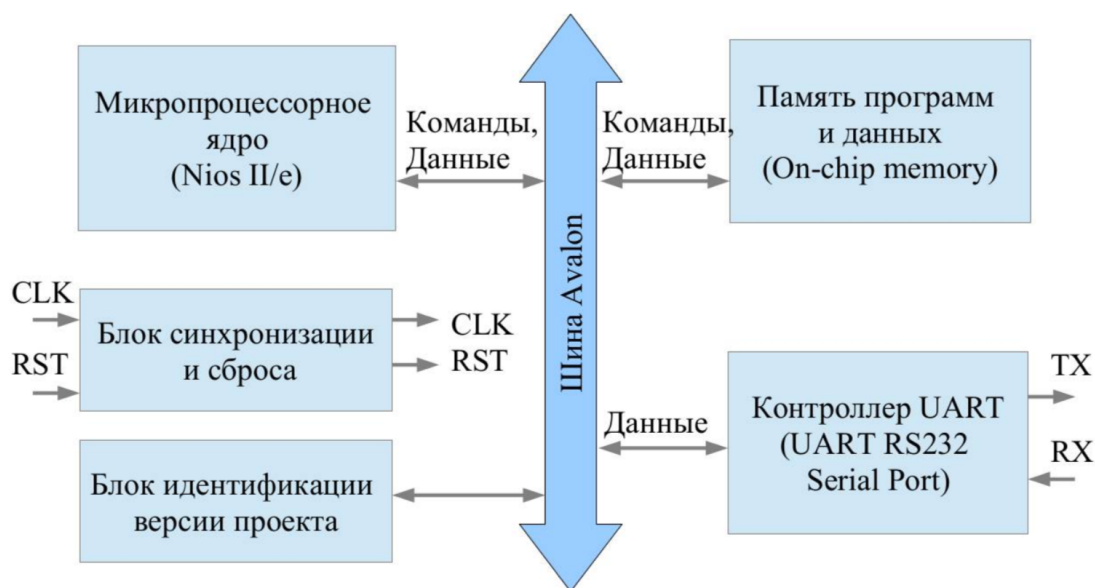 Микропроцессорное
ядро
(Nios II/e)
Команды,
Данные
Шина Avalon
Команды,
Данные
Память программ
и данных
(On-chip memory)
CLK
RST
Блок синхронизации
и сброса
CLK
RST
Данные
Контроллер UART
(UART RS232
Serial Port)
TX
RX
Блок идентификации
версии проекта